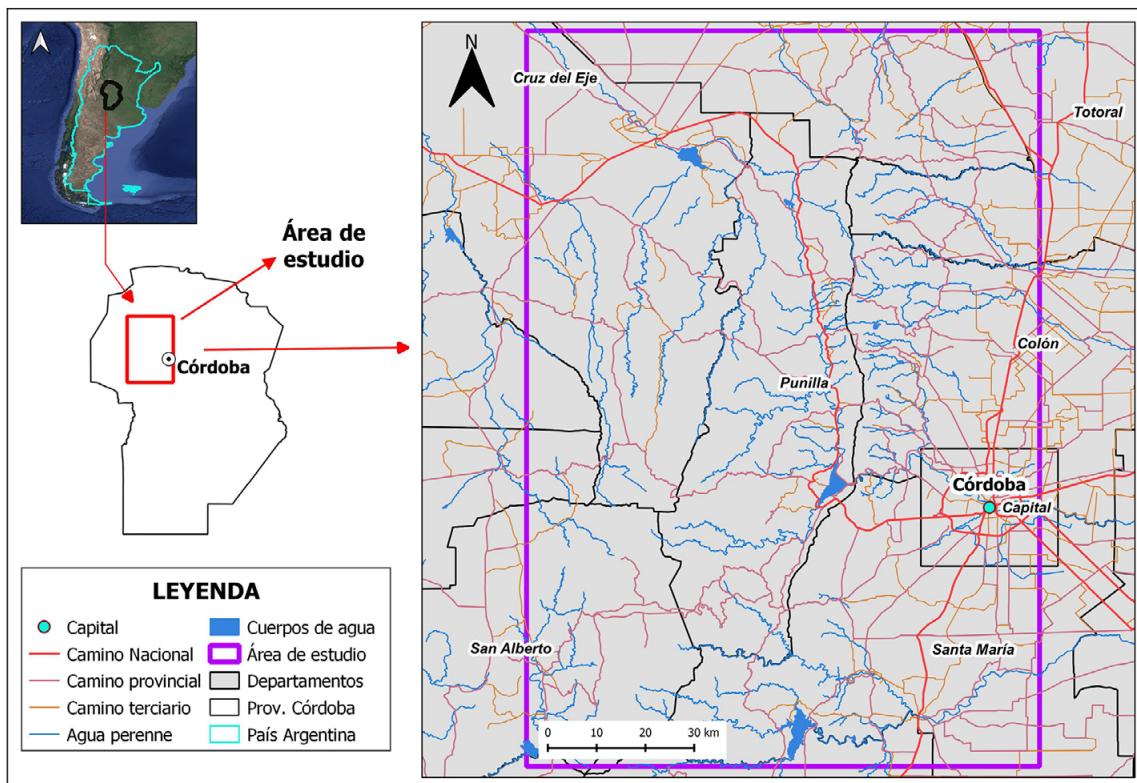 Área de
estudio
Córdoba
LEYENDA
Capital
Camino Nacional
Camino provincial
Camino terciario
Agua perenne
Cuerpos de agua
Área de estudio
Departamentos
Prov. Córdoba
País Argentina
N
Cruz del Eje
Totoral
Colón
Punilla
Córdoba
Capital
San Alberto
Santa María
0 10 20 30 km